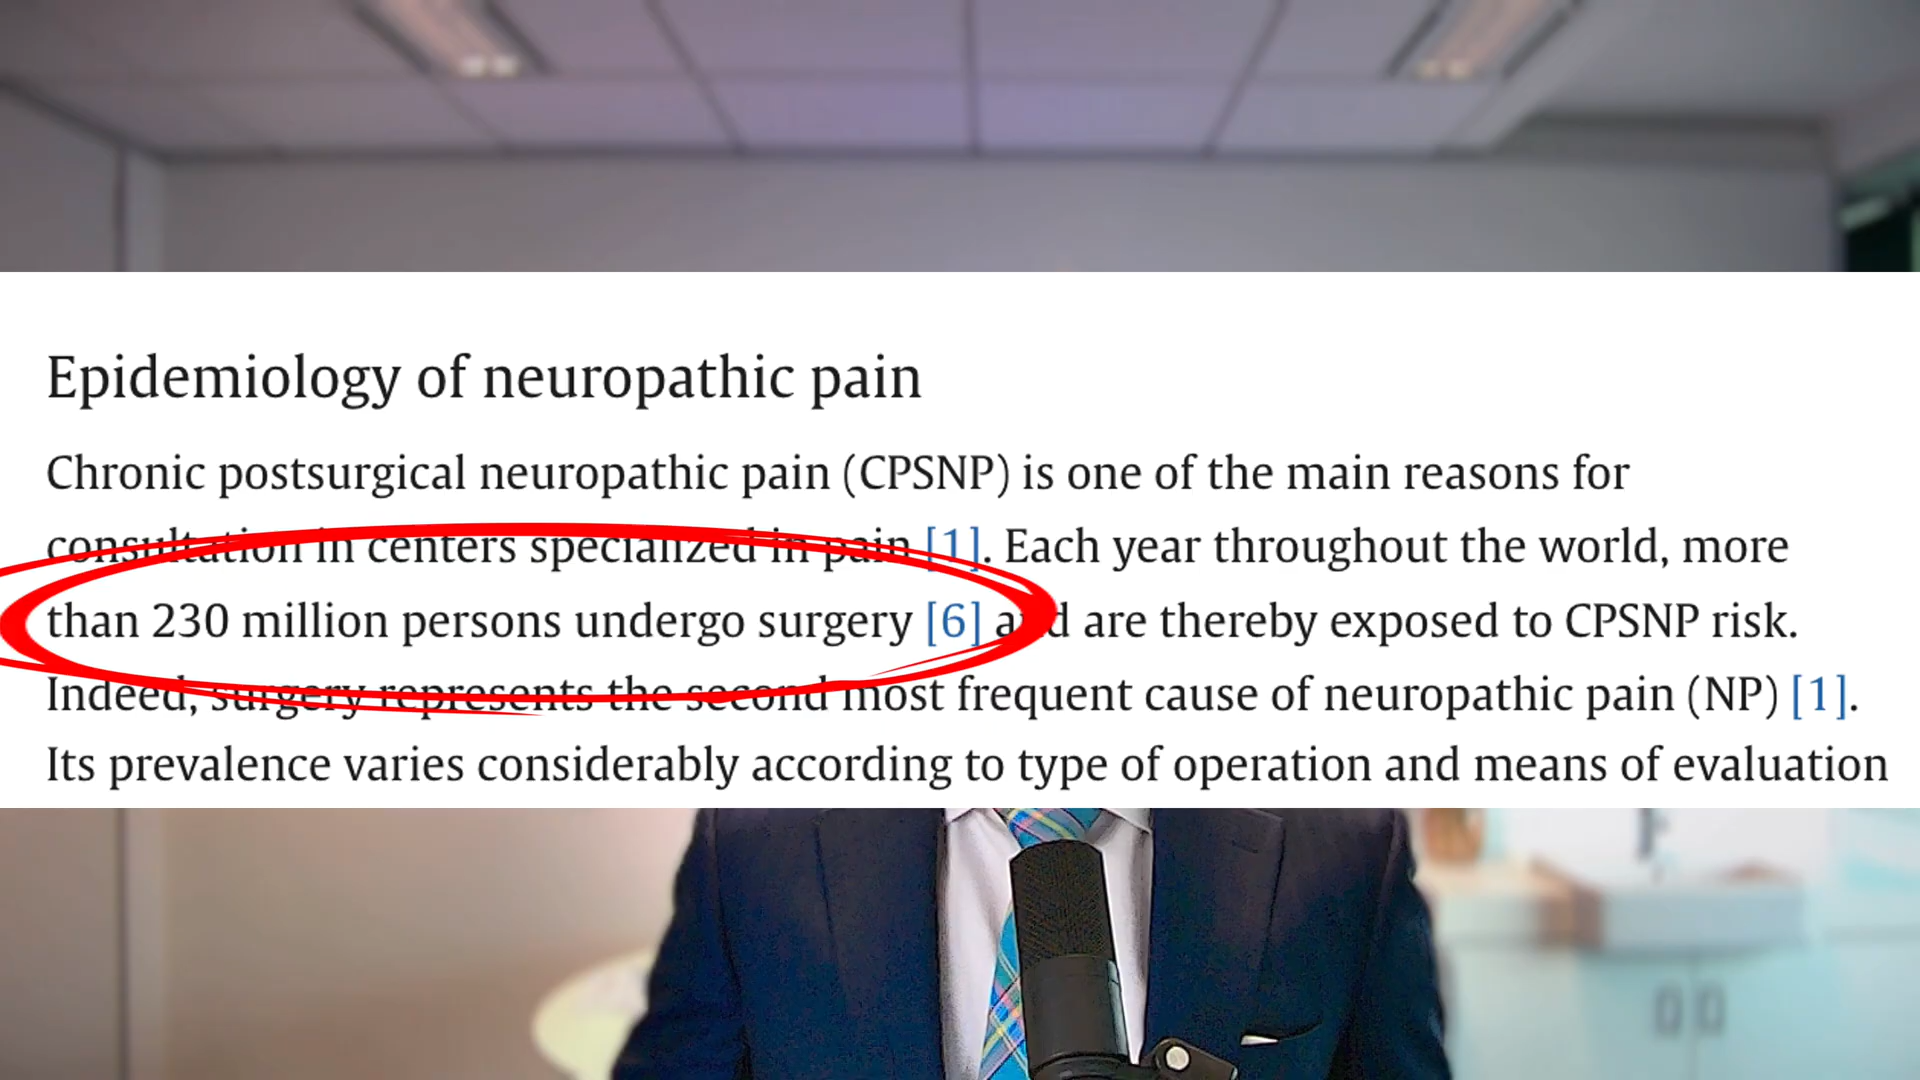 Epidemiology of neuropathic pain
Chronic postsurgical neuropathic pain (CPSNP) is one of the main reasons for
consultation in centers specialized in pain [1]. Each year throughout the world, more
than 230 million persons undergo surgery [6] and are thereby exposed to CPSNP risk.
Indeed, surgery represents the second most frequent cause of neuropathic pain (NP) [1].
Its prevalence varies considerably according to type of operation and means of evaluation